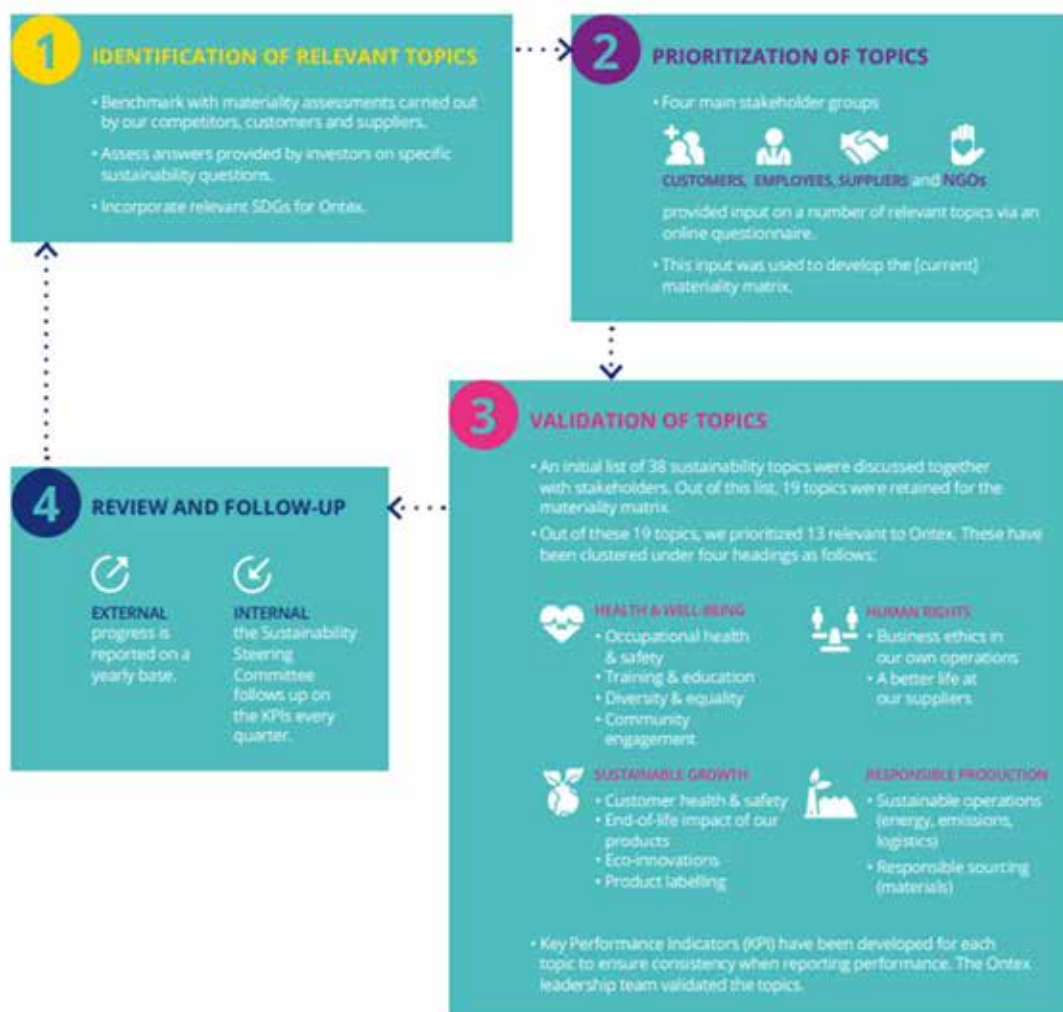 1
IDENTIFICATION OF RELEVANT TOPICS
• Benchmark with materiality assessments carried out
by our competitors, customers and suppliers.
• Assess answers provided by investors on specific
sustainability questions.
• Incorporate relevant SDGs for Ontex.
2
PRIORITIZATION OF TOPICS
• Four main stakeholder groups
CUSTOMERS, EMPLOYEES, SUPPLIERS and NGOs
provided input on a number of relevant topics via an
online questionnaire.
• This input was used to develop the [current]
materiality matrix.
3
VALIDATION OF TOPICS
• An initial list of 38 sustainability topics were discussed together
with stakeholders. Out of this list, 19 topics were retained for the
materiality matrix.
• Out of these 19 topics, we prioritized 13 relevant to Ontex. These have
been clustered under four headings as follows:
HEALTH & WELL-BEING
• Occupational health
& safety
• Training & education
• Diversity & equality
• Community
engagement
HUMAN RIGHTS
• Business ethics in
our own operations
• A better life at
our suppliers
SUSTAINABLE GROWTH
• Customer health & safety
• End-of-life impact of our
products
• Eco-innovations
• Product labelling
RESPONSIBLE PRODUCTION
• Sustainable operations
(energy, emissions,
logistics)
• Responsible sourcing
(materials)
• Key Performance Indicators (KPI) have been developed for each
topic to ensure consistency when reporting performance. The Ontex
leadership team validated the topics.
4
REVIEW AND FOLLOW-UP
EXTERNAL
progress is
reported on a
yearly base.
INTERNAL
the Sustainability
Steering
Committee
follows up on
the KPIs every
quarter.